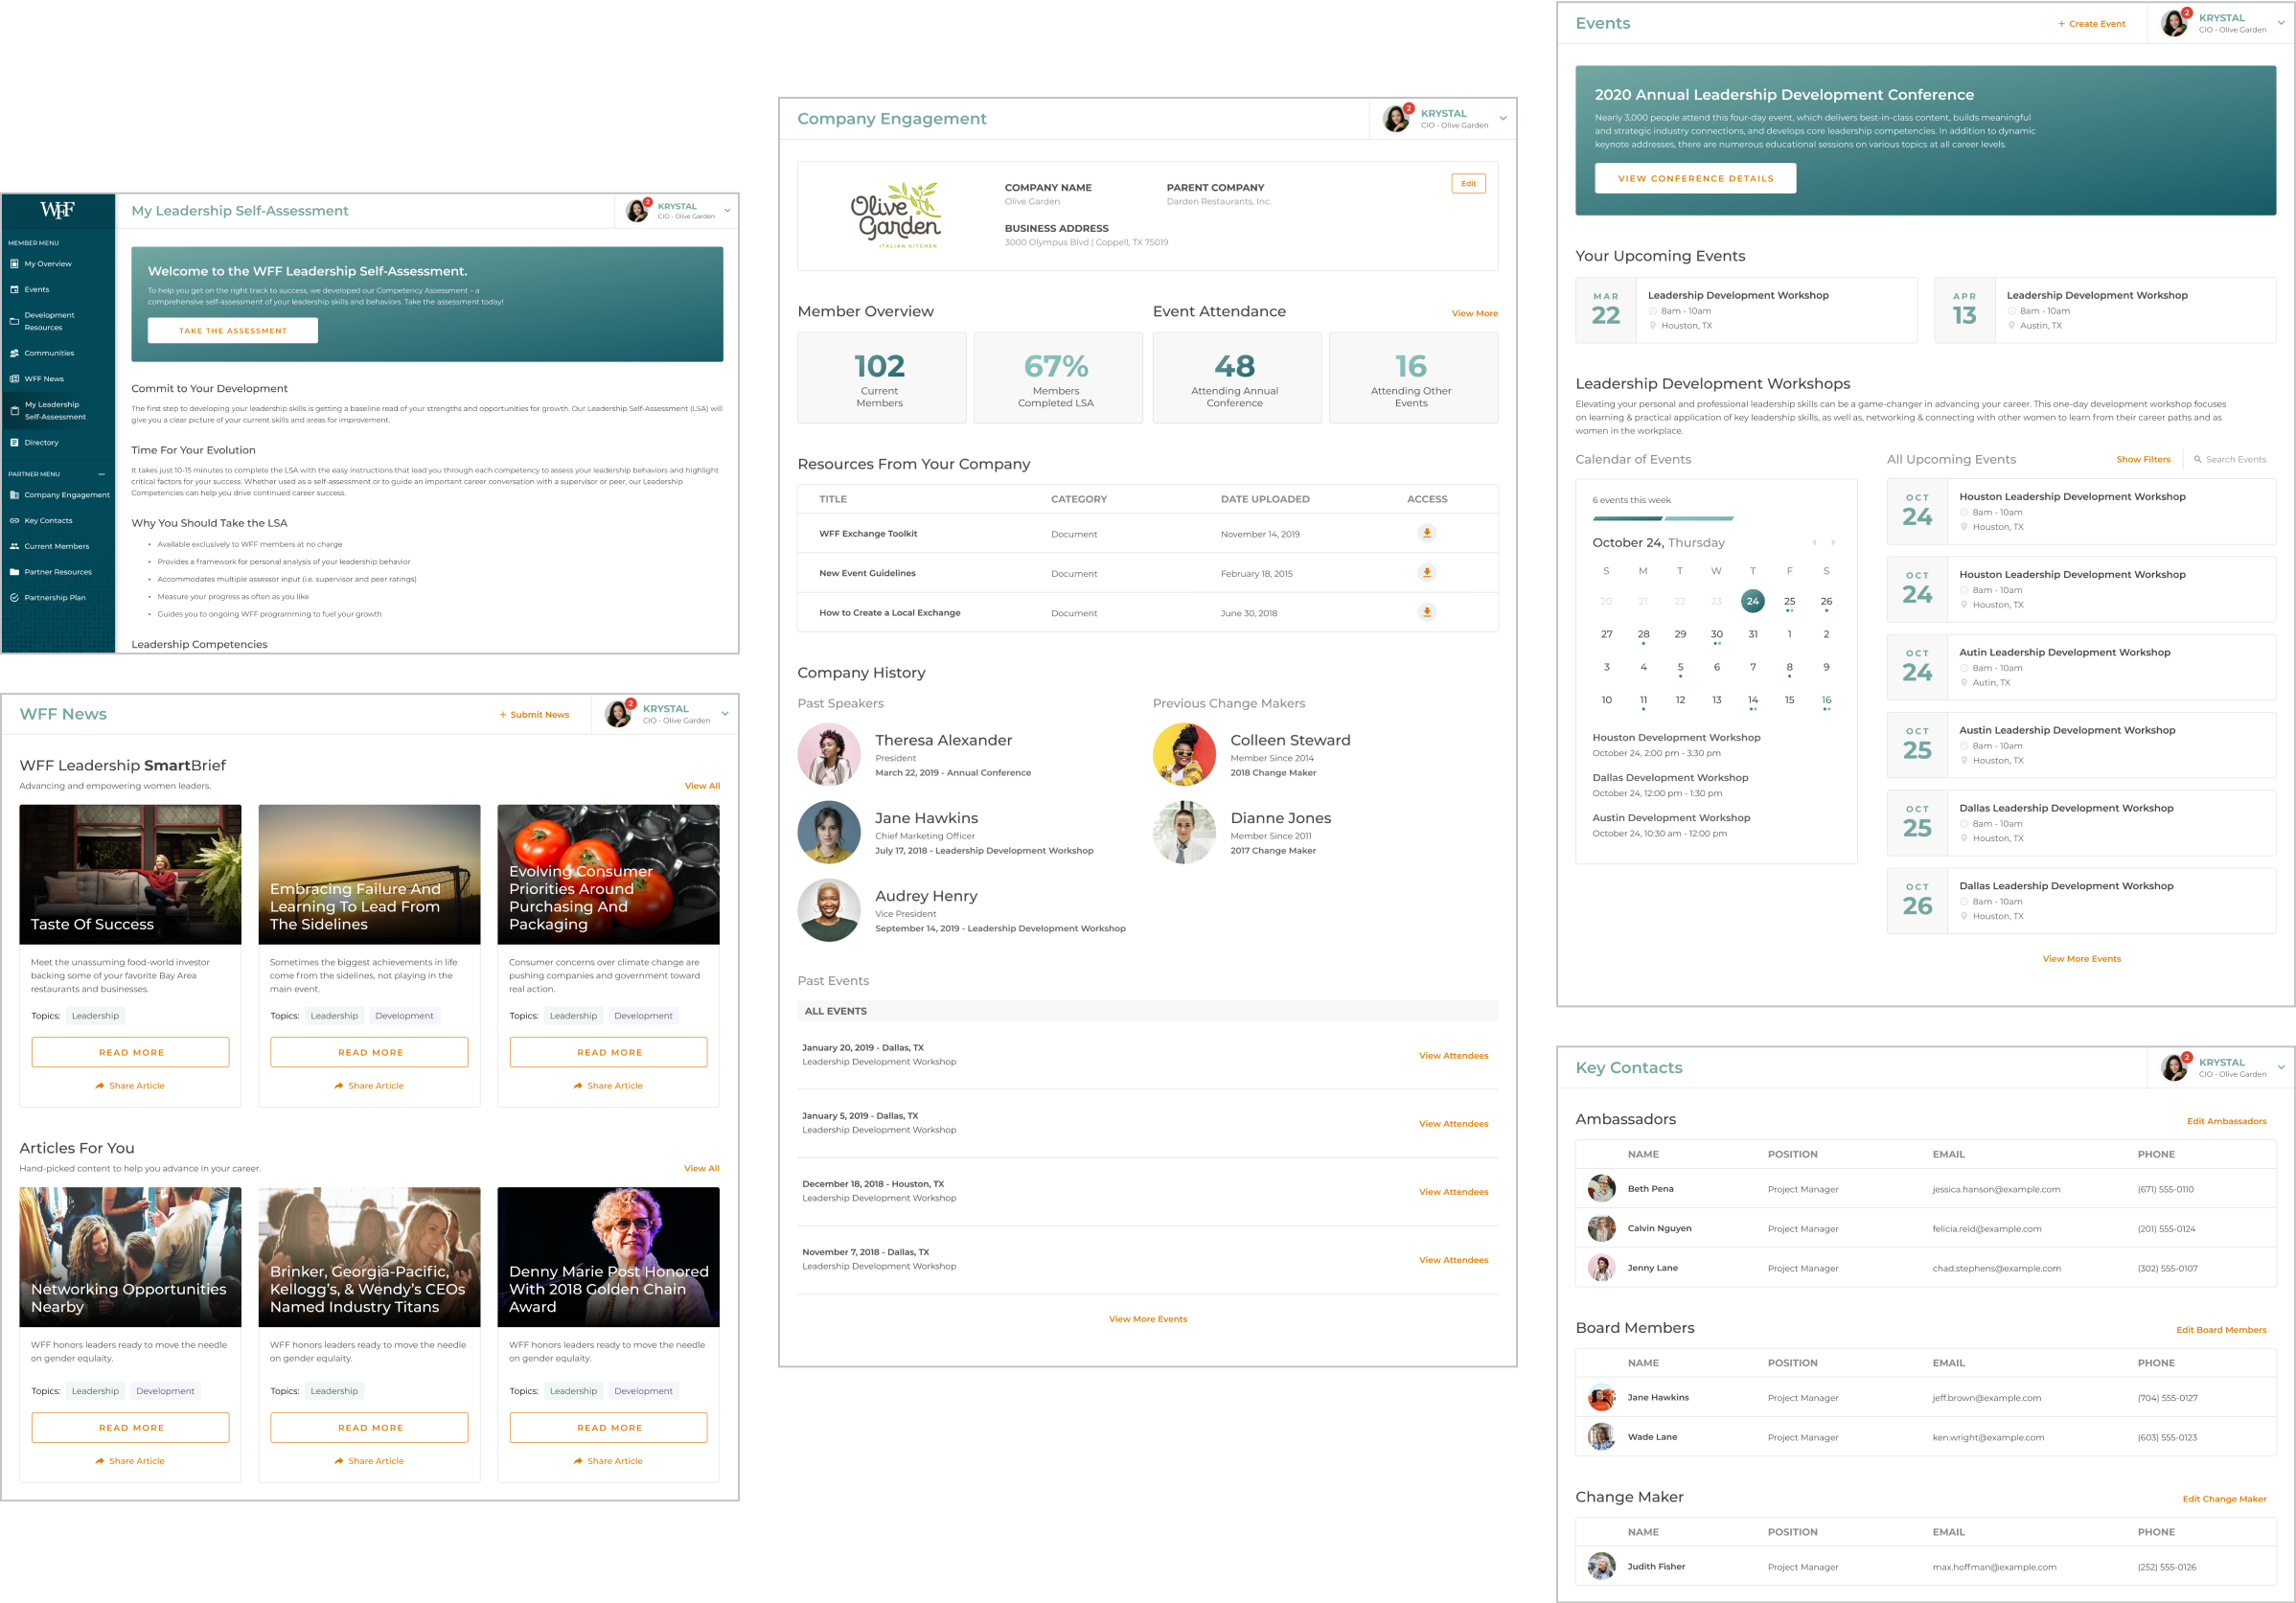 WFF
MEMBER MENU
My Overview
Events
Development
Resources
Communities
WFF News
My Leadership
Self-Assessment
Directory
PARTNER MENU
Company Engagement
Key Contacts
Current Members
Partner Resources
Partnership Plan
My Leadership Self-Assessment
2
KRYSTAL
CIO - Olive Garden
Welcome to the WFF Leadership Self-Assessment.
To help you get on the right track to success, we developed our Competency Assessment – a
comprehensive self-assessment of your leadership skills and behaviors. Take the assessment today!
TAKE THE ASSESSMENT
Commit to Your Development
The first step to developing your leadership skills is getting a baseline read of your strengths and opportunities for growth. Our Leadership Self-Assessment (LSA) will
give you a clear picture of your current skills and areas for improvement.
Time For Your Evolution
It takes just 10-15 minutes to complete the LSA with the easy instructions that lead you through each competency to assess your leadership behaviors and highlight
critical factors for your success. Whether used as a self-assessment or to guide an important career conversation with a supervisor or peer, our Leadership
Competencies can help you drive continued career success.
Why You Should Take the LSA
• Available exclusively to WFF members at no charge
• Provides a framework for personal analysis of your leadership behavior
• Accommodates multiple assessor input (i.e. supervisor and peer ratings)
• Measure your progress as often as you like
• Guides you to ongoing WFF programming to fuel your growth
Leadership Competencies
WFF News
+ Submit News
2
KRYSTAL
CIO - Olive Garden
WFF Leadership SmartBrief
Advancing and empowering women leaders.
View All
Taste Of Success
Meet the unassuming food-world investor
backing some of your favorite Bay Area
restaurants and businesses.
Topics: Leadership
READ MORE
Share Article
Embracing Failure And
Learning To Lead From
The Sidelines
Sometimes the biggest achievements in life
come from the sidelines, not playing in the
main event.
Topics: Leadership Development
READ MORE
Share Article
Evolving Consumer
Priorities Around
Purchasing And
Packaging
Consumer concerns over climate change are
pushing companies and government toward
real action.
Topics: Leadership Development
READ MORE
Share Article
Articles For You
Hand-picked content to help you advance in your career.
View All
Networking Opportunities
Nearby
WFF honors leaders ready to move the needle
on gender equlaity.
Topics: Leadership Development
READ MORE
Share Article
Brinker, Georgia-Pacific,
Kellogg's, & Wendy's CEOs
Named Industry Titans
WFF honors leaders ready to move the needle
on gender equlaity.
Topics: Leadership
READ MORE
Share Article
Denny Marie Post Honored
With 2018 Golden Chain
Award
WFF honors leaders ready to move the needle
on gender equlaity.
Topics: Leadership Development
READ MORE
Share Article
Company Engagement
2
KRYSTAL
CIO - Olive Garden
Olive
Garden
ITALIAN KITCHEN
COMPANY NAME
Olive Garden
PARENT COMPANY
Darden Restaurants, Inc.
BUSINESS ADDRESS
3000 Olympus Blvd | Coppell, TX 75019
Edit
Member Overview
102
Current
Members
67%
Members
Completed LSA
Event Attendance
View More
48
Attending Annual
Conference
16
Attending Other
Events
Resources From Your Company
TITLE CATEGORY DATE UPLOADED ACCESS
WFF Exchange Toolkit Document November 14, 2019
New Event Guidelines Document February 18, 2015
How to Create a Local Exchange Document June 30, 2018
Company History
Past Speakers
Theresa Alexander
President
March 22, 2019 - Annual Conference
Jane Hawkins
Chief Marketing Officer
July 17, 2018 - Leadership Development Workshop
Audrey Henry
Vice President
September 14, 2019 - Leadership Development Workshop
Previous Change Makers
Colleen Steward
Member Since 2014
2018 Change Maker
Dianne Jones
Member Since 2011
2017 Change Maker
Past Events
ALL EVENTS
January 20, 2019 - Dallas, TX
Leadership Development Workshop
View Attendees
January 5, 2019 - Dallas, TX
Leadership Development Workshop
View Attendees
December 18, 2018 - Houston, TX
Leadership Development Workshop
View Attendees
November 7, 2018 - Dallas, TX
Leadership Development Workshop
View Attendees
View More Events
Events
+ Create Event
2
KRYSTAL
CIO - Olive Garden
2020 Annual Leadership Development Conference
Nearly 3,000 people attend this four-day event, which delivers best-in-class content, builds meaningful
and strategic industry connections, and develops core leadership competencies. In addition to dynamic
keynote addresses, there are numerous educational sessions on various topics at all career levels.
VIEW CONFERENCE DETAILS
Your Upcoming Events
MAR
22
Leadership Development Workshop
8am - 10am
Houston, TX
APR
13
Leadership Development Workshop
8am - 10am
Austin, TX
Leadership Development Workshops
Elevating your personal and professional leadership skills can be a game-changer in advancing your career. This one-day development workshop focuses
on learning & practical application of key leadership skills, as well as, networking & connecting with other women to learn from their career paths and as
women in the workplace.
Calendar of Events
6 events this week
October 24, Thursday
S M T W T F S
20 21 22 23 24 25 26
27 28 29 30 31 1 2
3 4 5 6 7 8 9
10 11 12 13 14 15 16
Houston Development Workshop
October 24, 2:00 pm - 3:30 pm
Dallas Development Workshop
October 24, 12:00 pm - 1:30 pm
Austin Development Workshop
October 24, 10:30 am - 12:00 pm
All Upcoming Events
Show Filters
Search Events
OCT
24
Houston Leadership Development Workshop
8am - 10am
Houston, TX
OCT
24
Houston Leadership Development Workshop
8am - 10am
Houston, TX
OCT
24
Autin Leadership Development Workshop
8am - 10am
Autin, TX
OCT
25
Austin Leadership Development Workshop
8am - 10am
Houston, TX
OCT
25
Dallas Leadership Development Workshop
8am - 10am
Houston, TX
OCT
26
Dallas Leadership Development Workshop
8am - 10am
Houston, TX
View More Events
Key Contacts
2
KRYSTAL
CIO - Olive Garden
Ambassadors
Edit Ambassadors
NAME POSITION EMAIL PHONE
Beth Pena Project Manager jessica.hanson@example.com (671) 555-0110
Calvin Nguyen Project Manager felicia.reid@example.com (201) 555-0124
Jenny Lane Project Manager chad.stephens@example.com (302) 555-0107
Board Members
Edit Board Members
NAME POSITION EMAIL PHONE
Jane Hawkins Project Manager jeff.brown@example.com (704) 555-0127
Wade Lane Project Manager ken.wright@example.com (603) 555-0123
Change Maker
Edit Change Maker
NAME POSITION EMAIL PHONE
Judith Fisher Project Manager max.hoffman@example.com (252) 555-0126